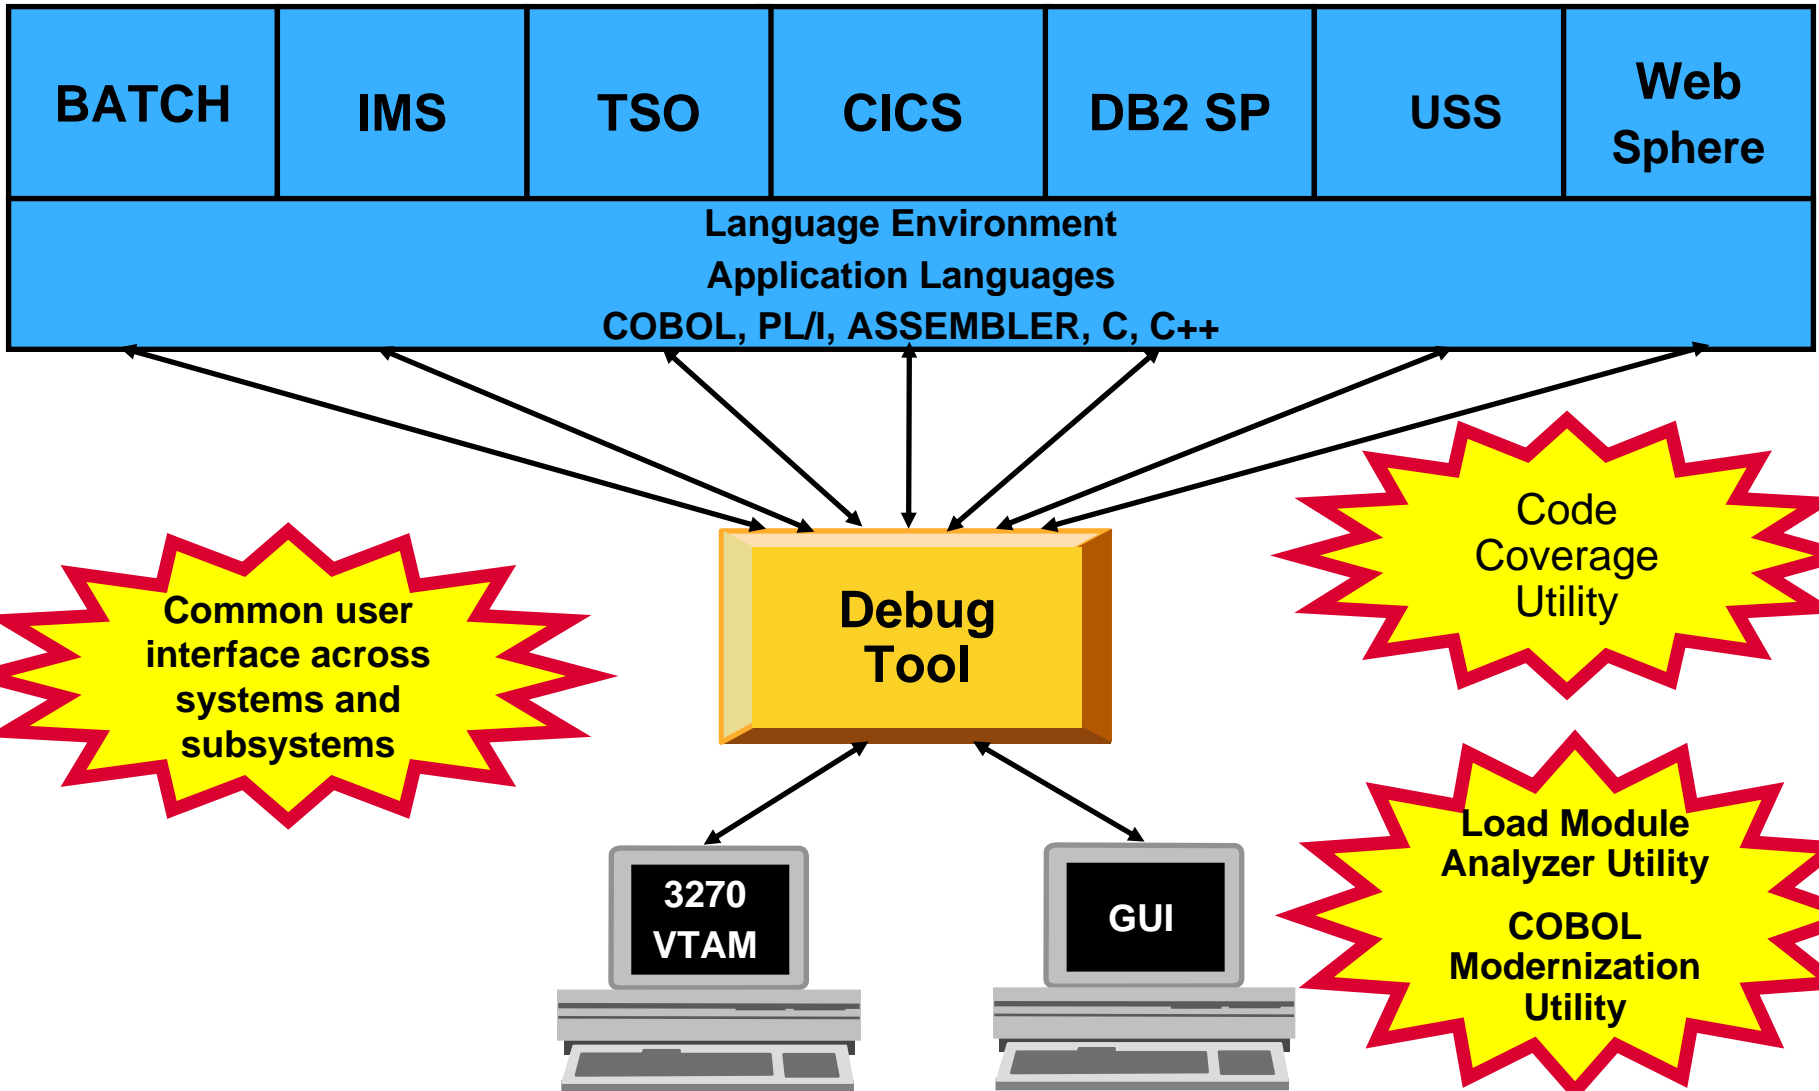 BATCH
IMS
TSO
CICS
DB2 SP
USS
Web
Sphere
Language Environment
Application Languages
COBOL, PL/I, ASSEMBLER, C, C++
Common user
interface across
systems and
subsystems
Debug
Tool
Code
Coverage
Utility
3270
VTAM
GUI
Load Module
Analyzer Utility
COBOL
Modernization
Utility